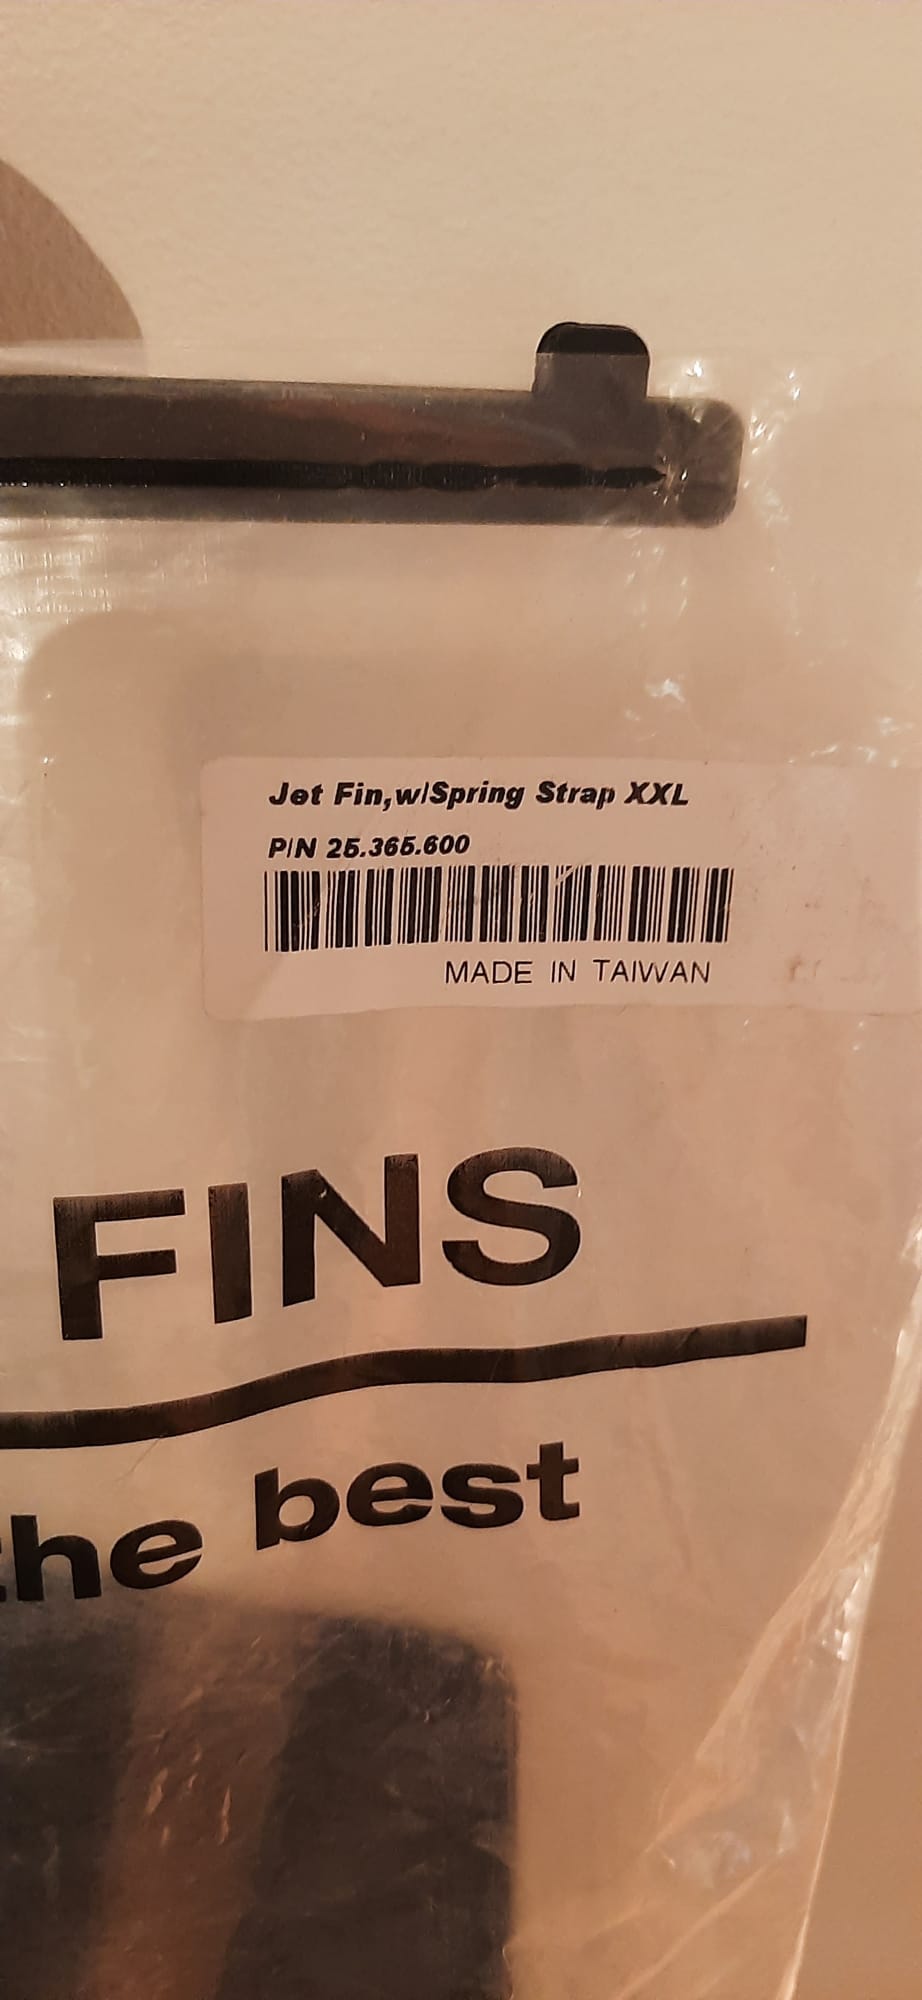 Jet Fin,w/Spring Strap XXL
P/N 25.365.600
MADE IN TAIWAN
FINS
the best